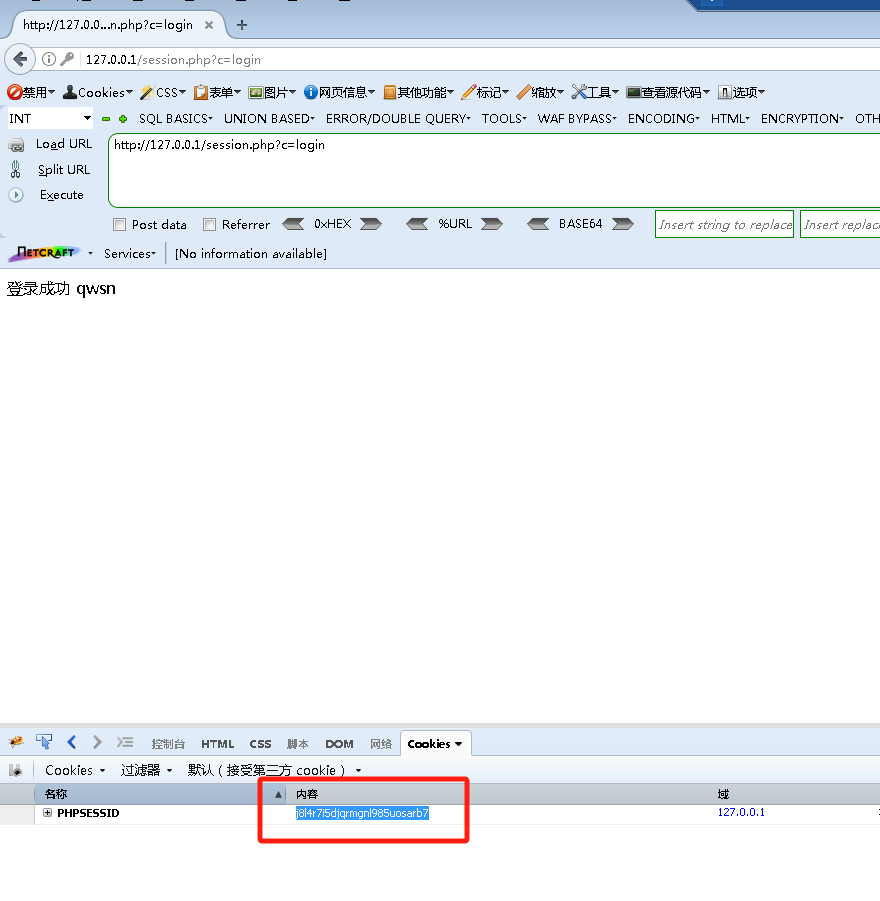 http://127.0.0...n.php?c=login
127.0.0.1/session.php?c=login
禁用 Cookies CSS 表单 图片 网页信息 其他功能 标记 缩放 工具 查看源代码 选项
INT SQL BASICS UNION BASED ERROR/DOUBLE QUERY TOOLS WAF BYPASS ENCODING HTML ENCRYPTION OTH
Load URL http://127.0.0.1/session.php?c=login
Split URL
Execute
Post data Referrer 0xHEX %URL BASE64 Insert string to replace Insert replac
NETCRAFT Services [No information available]
登录成功 qwsn
控制台 HTML CSS 脚本 DOM 网络 Cookies
Cookies 过滤器 默认 ( 接受第三方 cookie )
名称 内容 域
PHPSESSID j8l4r7i5djqrmgnl985uosarb7 127.0.0.1